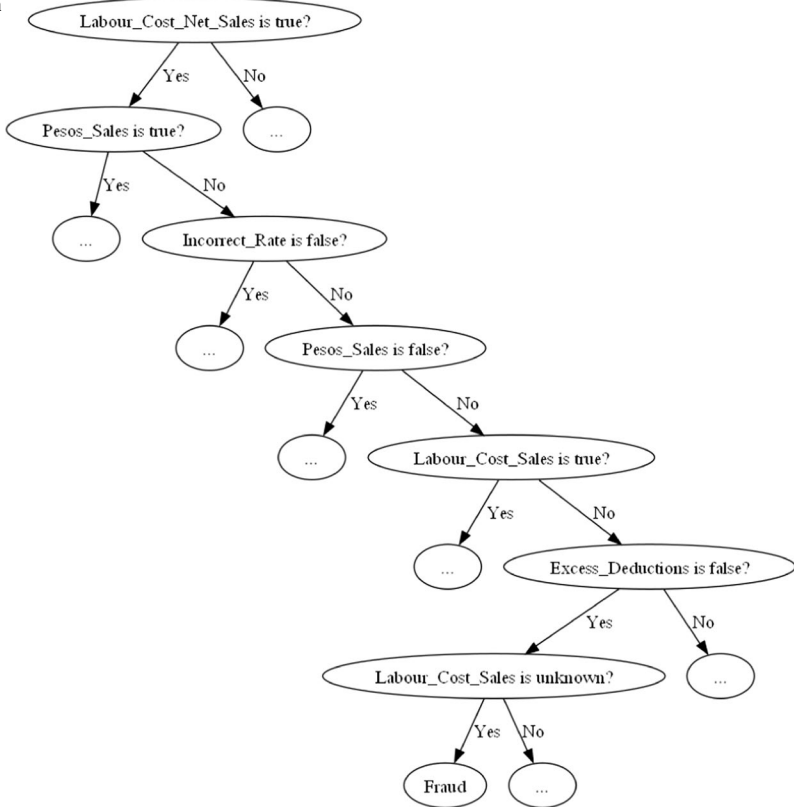 Labour_Cost_Net_Sales is true?
Yes
No
Pesos_Sales is true?
...
Yes
No
...
Incorrect_Rate is false?
Yes
No
...
Pesos_Sales is false?
Yes
No
...
Labour_Cost_Sales is true?
Yes
No
...
Excess_Deductions is false?
Yes
No
Labour_Cost_Sales is unknown?
...
Yes
No
Fraud
...